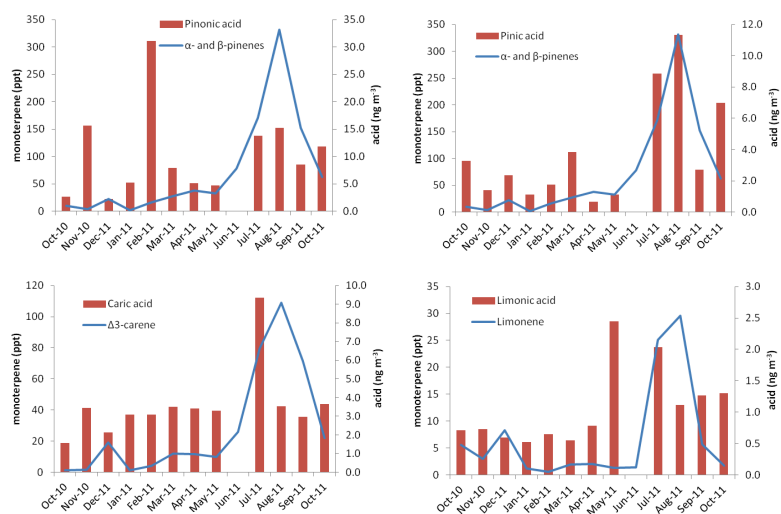 350
300
250
200
150
100
50
0
monoterpene (ppt)
Pinonic acid
α- and β-pinenes
35.0
30.0
25.0
20.0
15.0
10.0
5.0
0.0
acid (ng m⁻³)
Oct-10
Nov-10
Dec-11
Jan-11
Feb-11
Mar-11
Apr-11
May-11
Jun-11
Jul-11
Aug-11
Sep-11
Oct-11
350
300
250
200
150
100
50
0
monoterpene (ppt)
Pinic acid
α- and β-pinenes
12.0
10.0
8.0
6.0
4.0
2.0
0.0
acid (ng m⁻³)
Oct-10
Nov-10
Dec-11
Jan-11
Feb-11
Mar-11
Apr-11
May-11
Jun-11
Jul-11
Aug-11
Sep-11
Oct-11
120
100
80
60
40
20
0
monoterpene (ppt)
Caric acid
Δ3-carene
10.0
9.0
8.0
7.0
6.0
5.0
4.0
3.0
2.0
1.0
0.0
acid (ng m⁻³)
Oct-10
Nov-10
Dec-11
Jan-11
Feb-11
Mar-11
Apr-11
May-11
Jun-11
Jul-11
Aug-11
Sep-11
Oct-11
35
30
25
20
15
10
5
0
monoterpene (ppt)
Limonic acid
Limonene
3.0
2.5
2.0
1.5
1.0
0.5
0.0
acid (ng m⁻³)
Oct-10
Nov-10
Dec-11
Jan-11
Feb-11
Mar-11
Apr-11
May-11
Jun-11
Jul-11
Aug-11
Sep-11
Oct-11